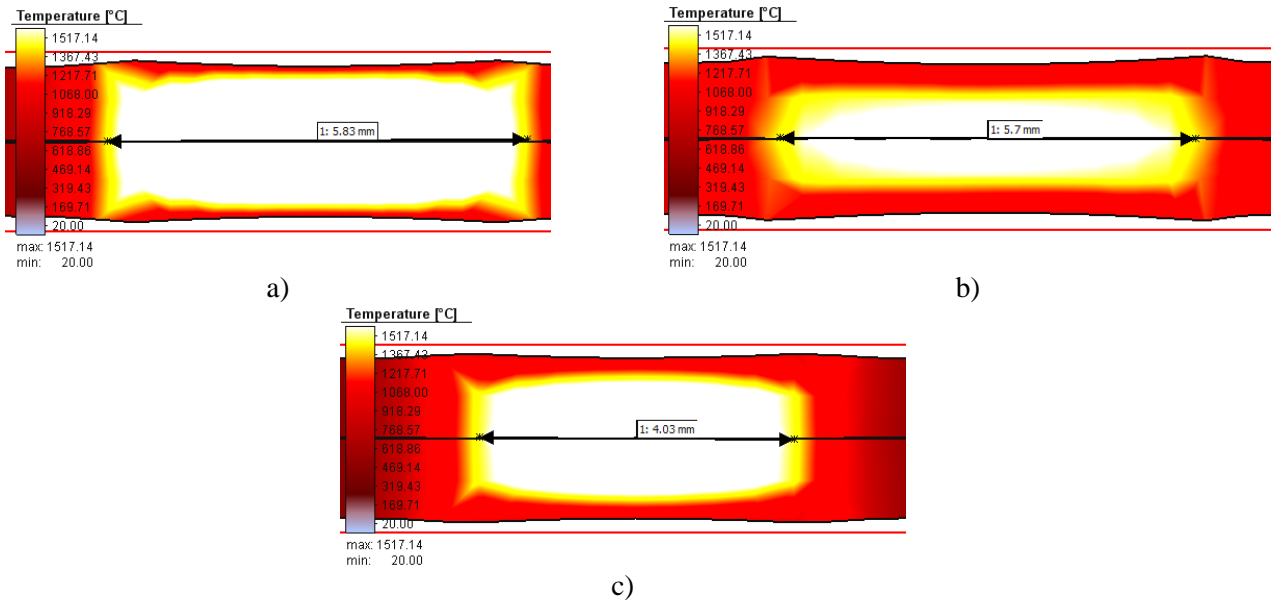 Temperature [°C]
1517.14
1367.43
1217.71
1068.00
918.29
768.57
618.86
469.14
319.43
169.71
20.00
max: 1517.14
min: 20.00
1: 5.83 mm
a)
Temperature [°C]
1517.14
1367.43
1217.71
1068.00
918.29
768.57
618.86
469.14
319.43
169.71
20.00
max: 1517.14
min: 20.00
1: 5.7 mm
b)
Temperature [°C]
1517.14
1367.43
1217.71
1068.00
918.29
768.57
618.86
469.14
319.43
169.71
20.00
max: 1517.14
min: 20.00
1: 4.03 mm
c)